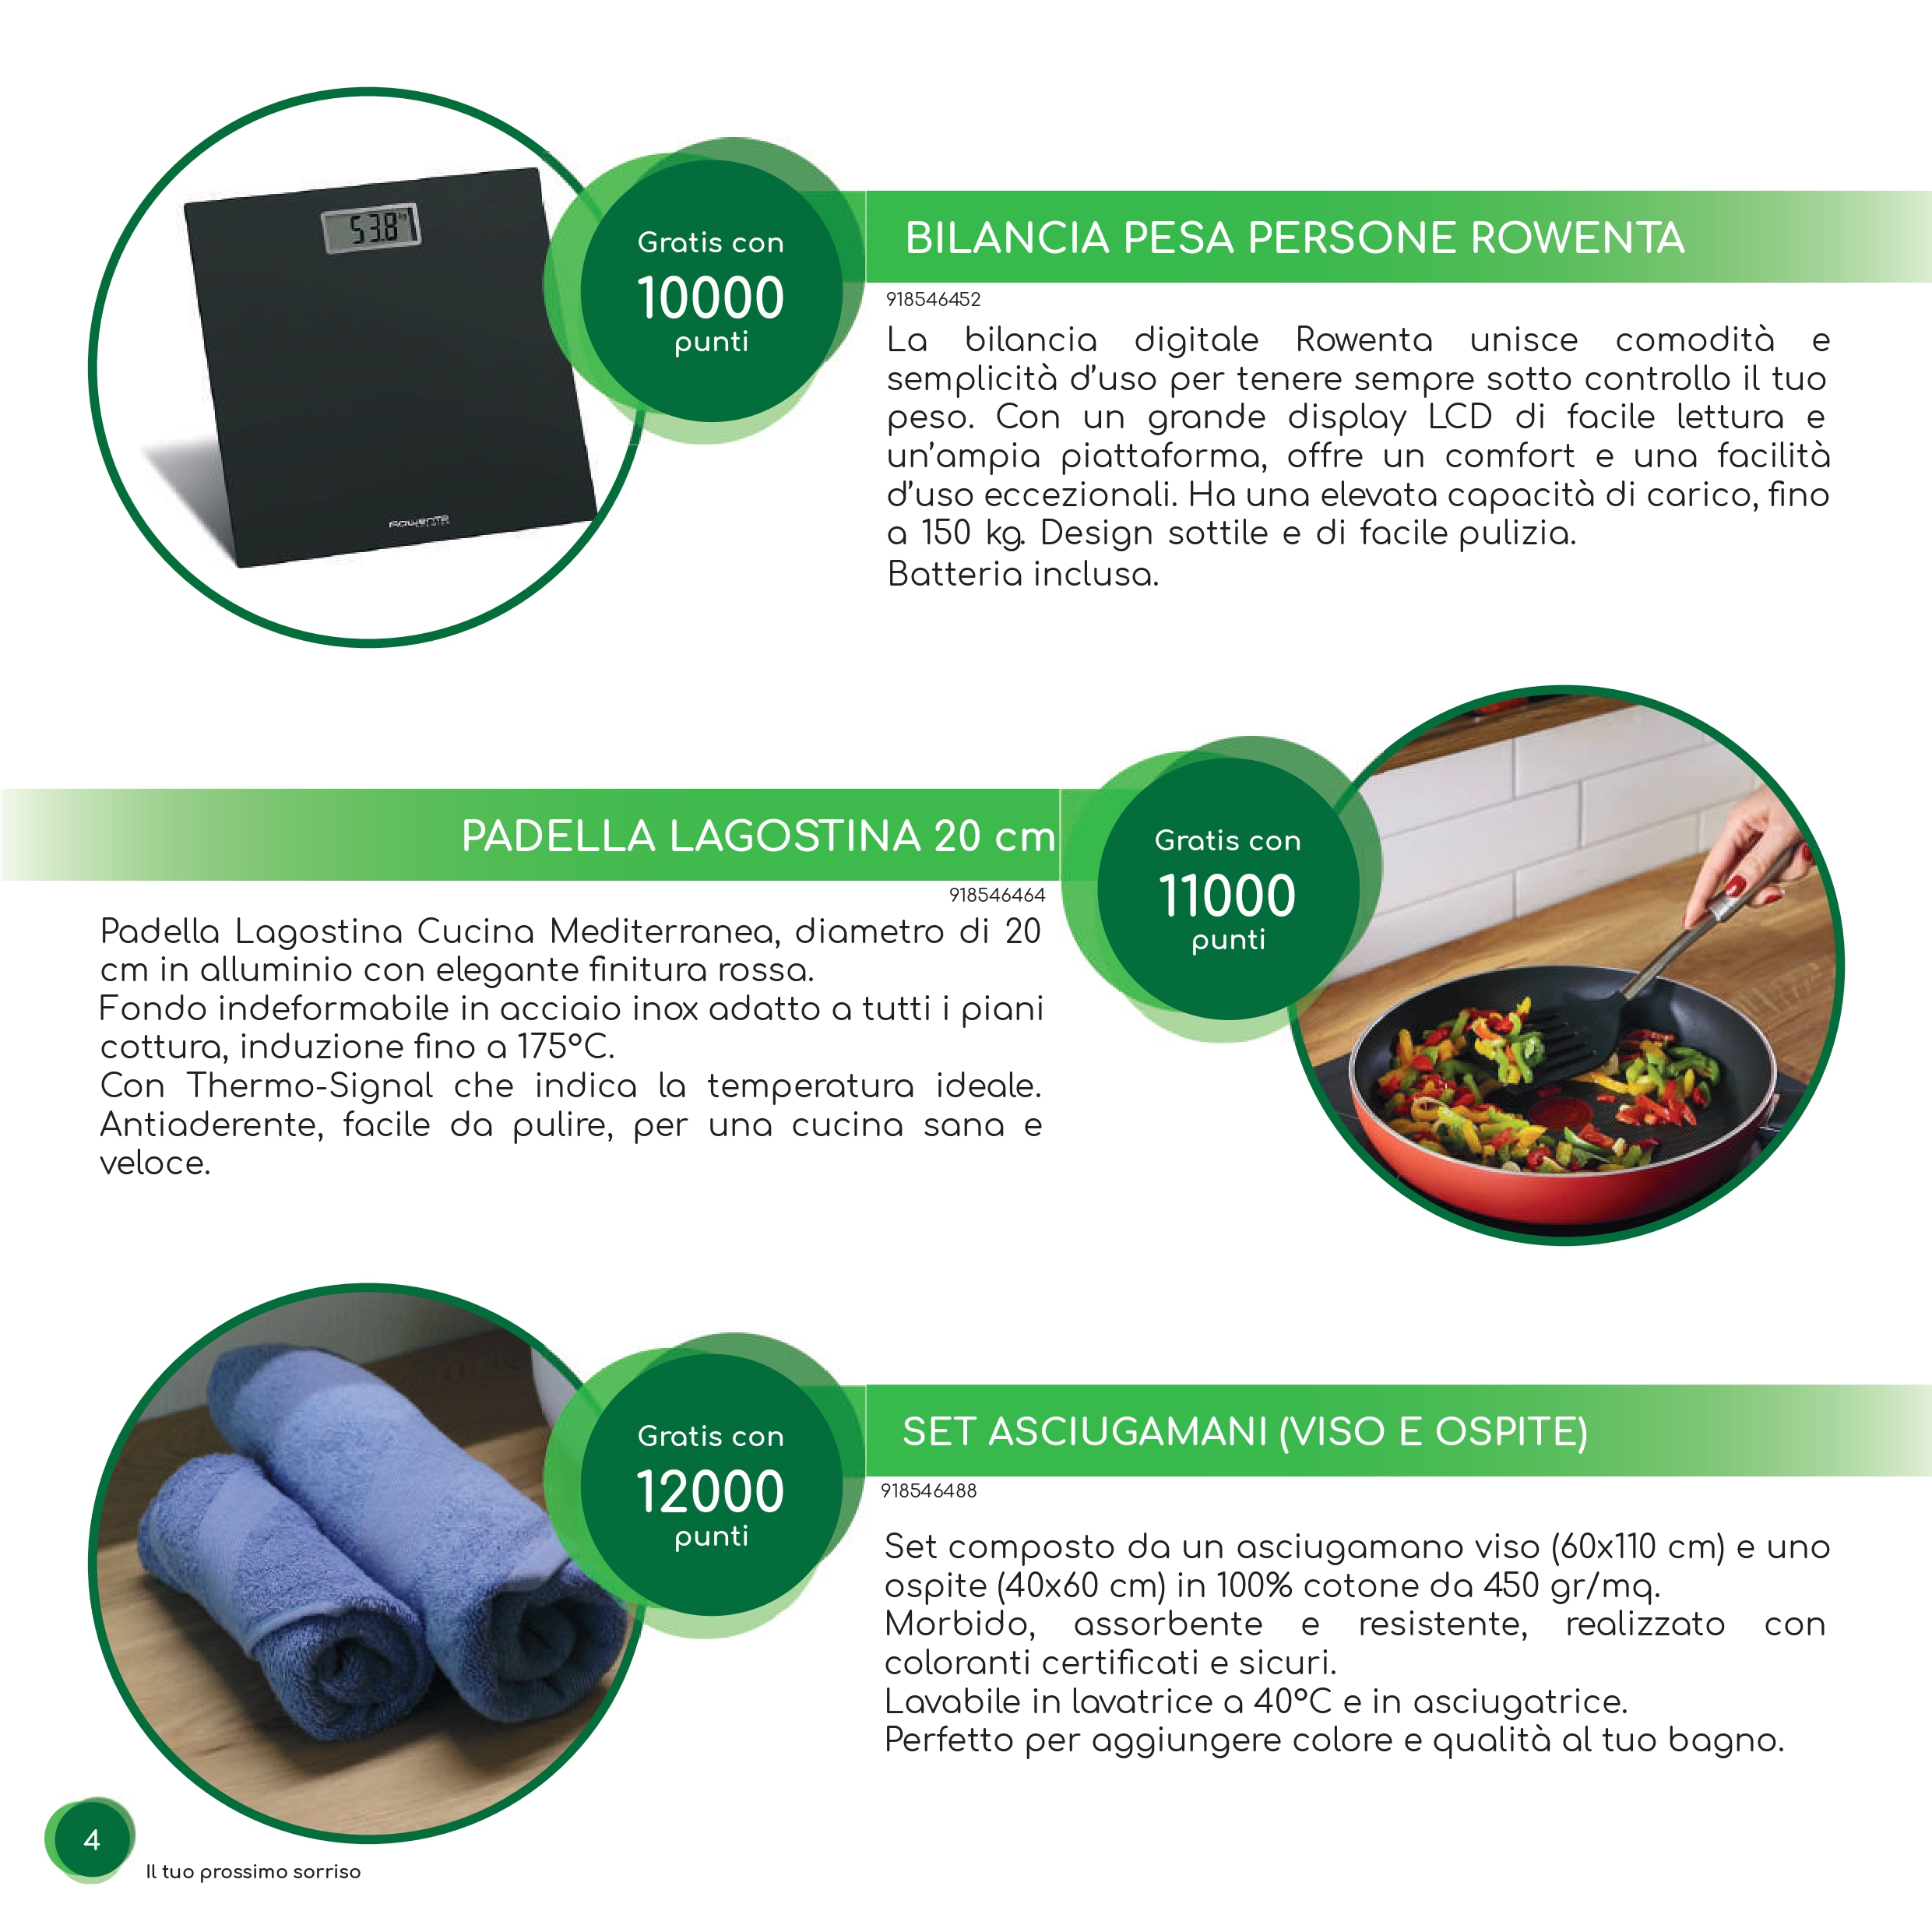 53.8 kg
Rowenta
Gratis con
10000
punti
BILANCIA PESA PERSONE ROWENTA
918546452
La bilancia digitale Rowenta unisce comodità e
semplicità d'uso per tenere sempre sotto controllo il tuo
peso. Con un grande display LCD di facile lettura e
un'ampia piattaforma, offre un comfort e una facilità
d'uso eccezionali. Ha una elevata capacità di carico, fino
a 150 kg. Design sottile e di facile pulizia.
Batteria inclusa.
PADELLA LAGOSTINA 20 cm
918546464
Padella Lagostina Cucina Mediterranea, diametro di 20
cm in alluminio con elegante finitura rossa.
Fondo indeformabile in acciaio inox adatto a tutti i piani
cottura, induzione fino a 175°C.
Con Thermo-Signal che indica la temperatura ideale.
Antiaderente, facile da pulire, per una cucina sana e
veloce.
Gratis con
11000
punti
Gratis con
12000
punti
SET ASCIUGAMANI (VISO E OSPITE)
918546488
Set composto da un asciugamano viso (60x110 cm) e uno
ospite (40x60 cm) in 100% cotone da 450 gr/mq.
Morbido, assorbente e resistente, realizzato con
coloranti certificati e sicuri.
Lavabile in lavatrice a 40°C e in asciugatrice.
Perfetto per aggiungere colore e qualità al tuo bagno.
4
Il tuo prossimo sorriso